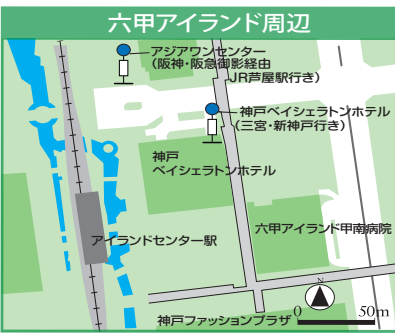 六甲アイランド周辺
アジアワンセンター
(阪神・阪急御影経由
JR芦屋駅行き)
神戸ベイシェラトンホテル
(三宮・新神戸行き)
神戸
ベイシェラトンホテル
六甲アイランド甲南病院
アイランドセンター駅
N
神戸ファッションプラザ
0 50m